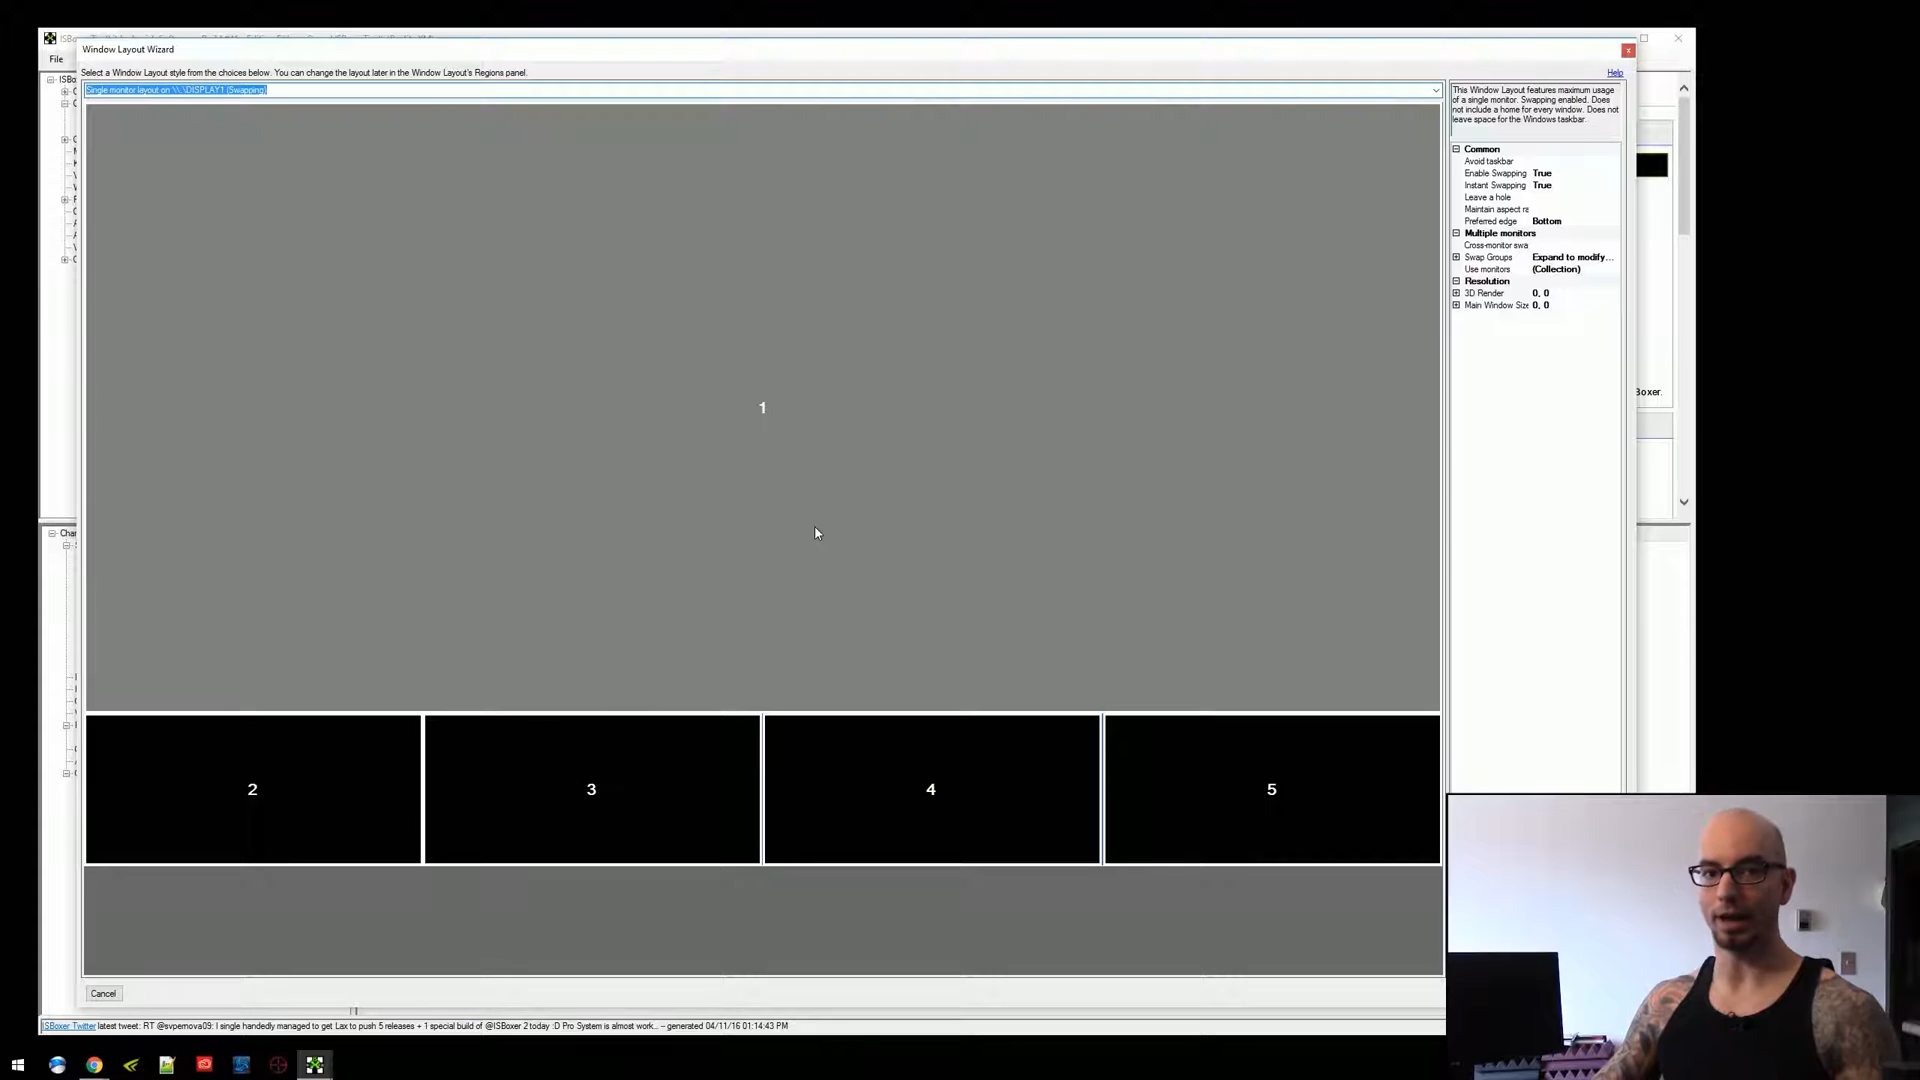 Window Layout Wizard
File
Select a Window Layout style from the choices below. You can change the layout later in the Window Layout's Regions panel.
Help
Single monitor layout on \\.\DISPLAY1 (Swapping)
This Window Layout features maximum usage
of a single monitor. Swapping enabled. Does
not include a home for every window. Does not
leave space for the Windows taskbar.
Common
Avoid taskbar
Enable Swapping True
Instant Swapping True
Leave a hole
Maintain aspect ra
Preferred edge Bottom
Multiple monitors
Cross-monitor swa
Swap Groups Expand to modify...
Use monitors (Collection)
Resolution
3D Render 0, 0
Main Window Size 0, 0
Boxer.
1
2
3
4
5
Cancel
ISBoxer Twitter latest tweet: RT @svpernova09: I single handedly managed to get Lax to push 5 releases + 1 special build of @ISBoxer 2 today :D Pro System is almost work... -- generated 04/11/16 01:14:43 PM